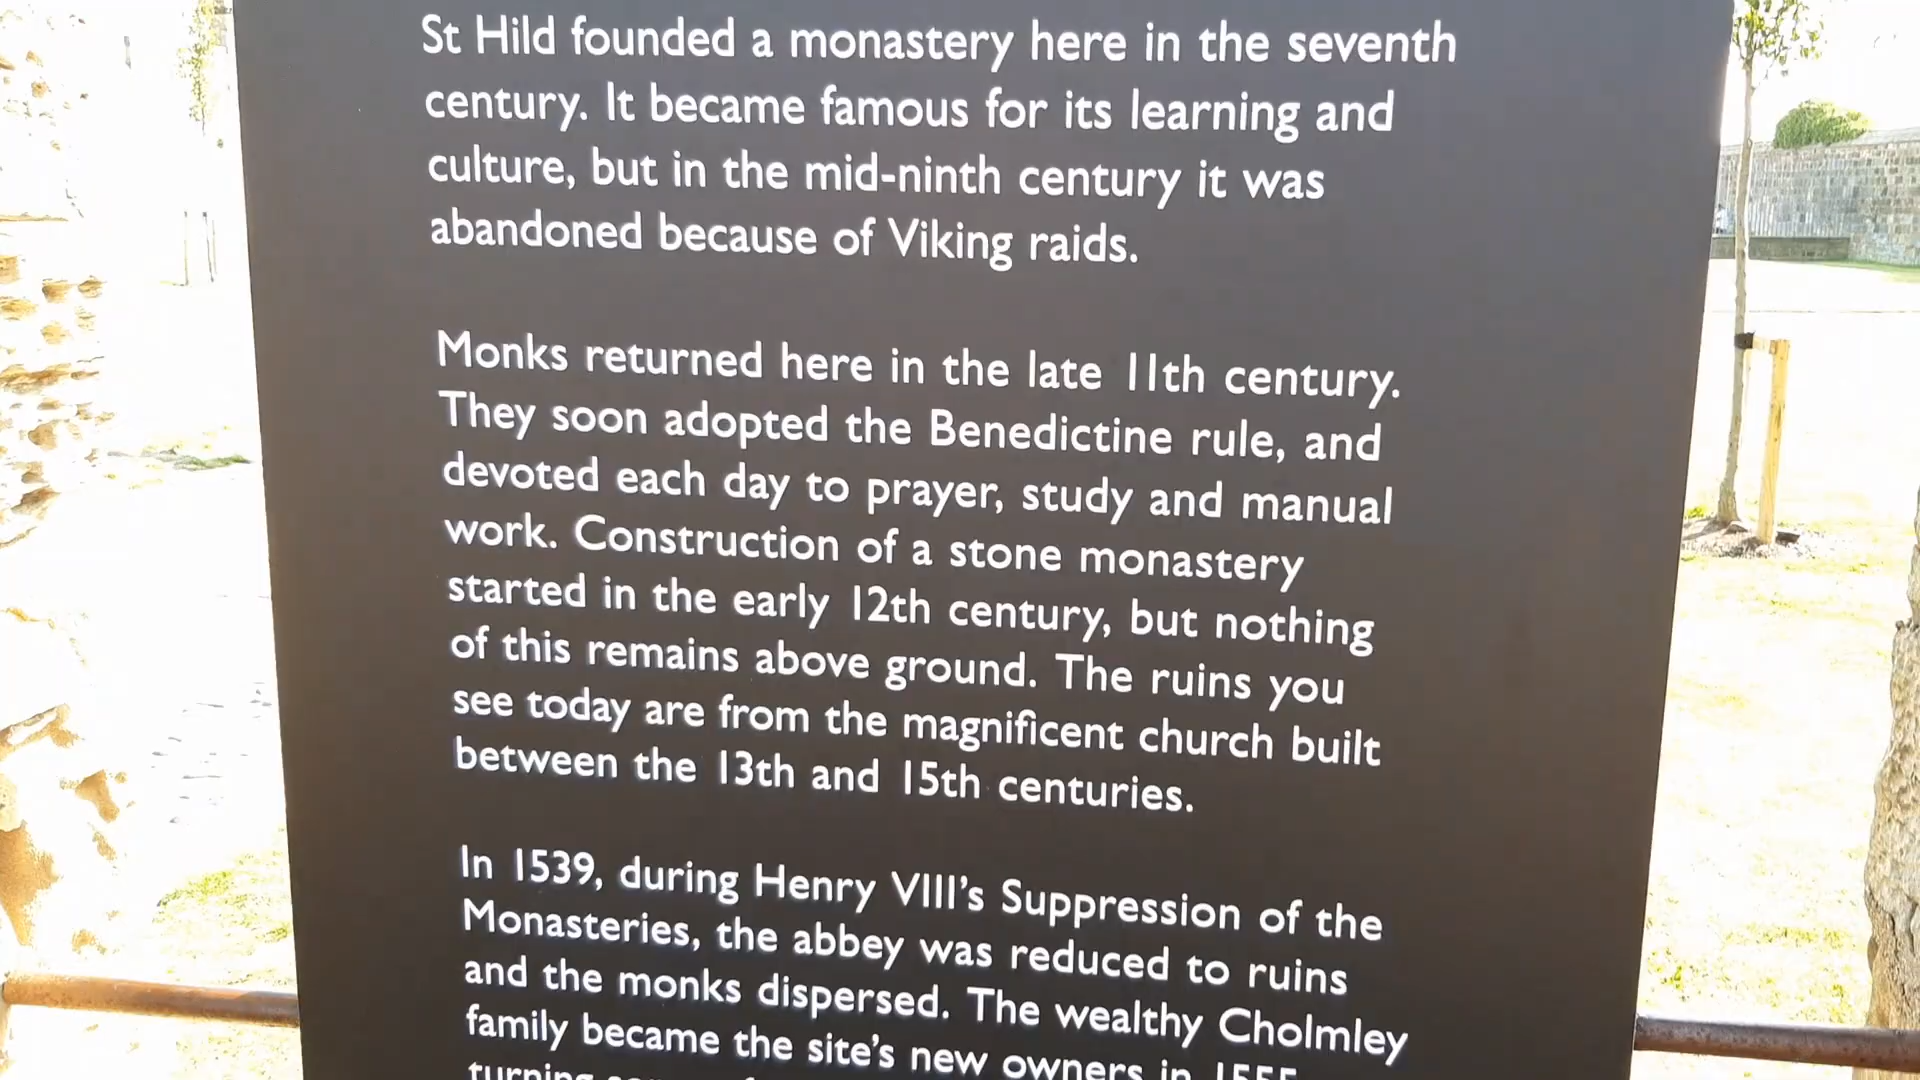 St Hild founded a monastery here in the seventh
century. It became famous for its learning and
culture, but in the mid-ninth century it was
abandoned because of Viking raids.
Monks returned here in the late 11th century.
They soon adopted the Benedictine rule, and
devoted each day to prayer, study and manual
work. Construction of a stone monastery
started in the early 12th century, but nothing
of this remains above ground. The ruins you
see today are from the magnificent church built
between the 13th and 15th centuries.
In 1539, during Henry VIII's Suppression of the
Monasteries, the abbey was reduced to ruins
and the monks dispersed. The wealthy Cholmley
family became the site's new owners in 1555,
turning